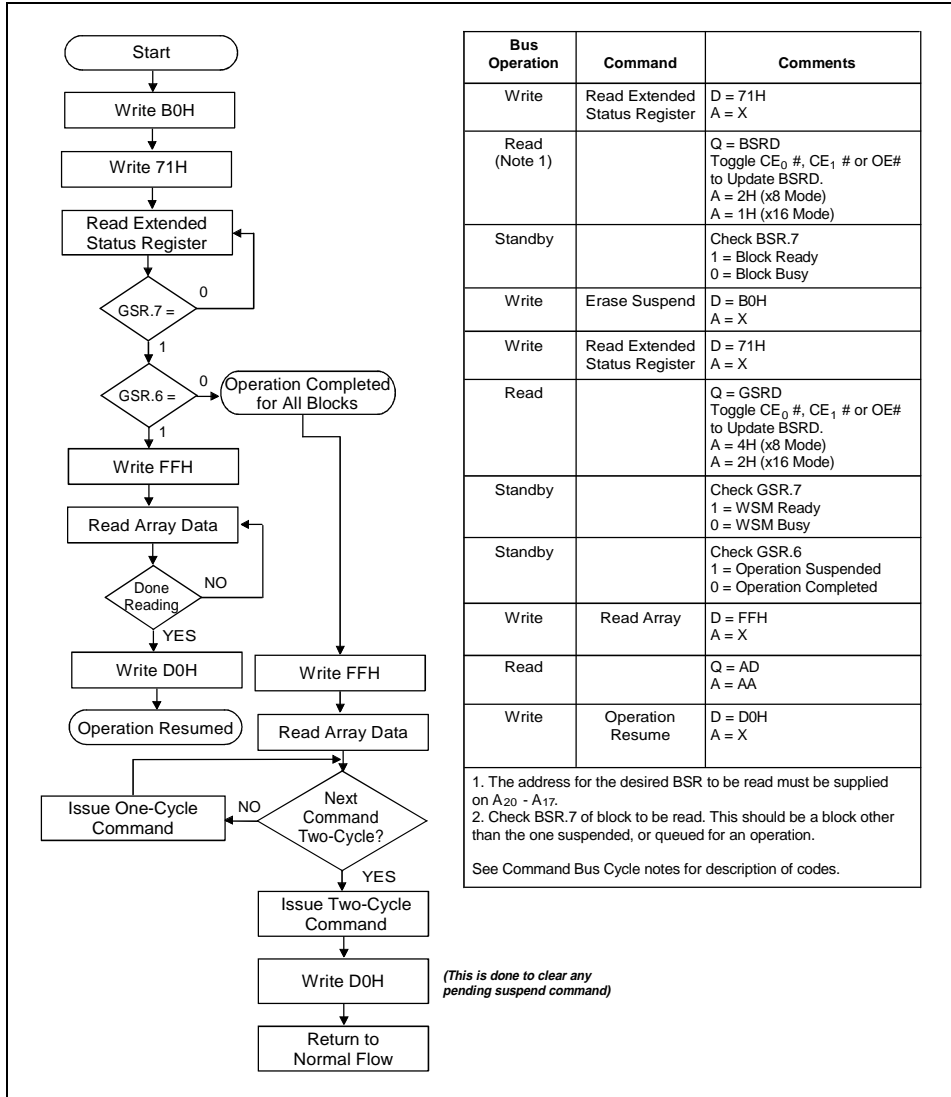 Start
Write B0H
Write 71H
Read Extended
Status Register
0
GSR.7 =
1
0
GSR.6 =
Operation Completed
for All Blocks
1
Write FFH
Read Array Data
Done
Reading
NO
YES
Write D0H
Operation Resumed
Write FFH
Read Array Data
Issue One-Cycle
Command
NO
Next
Command
Two-Cycle?
YES
Issue Two-Cycle
Command
Write D0H
(This is done to clear any
pending suspend command)
Return to
Normal Flow
Bus
Operation
Command
Comments
Write
Read Extended
Status Register
D = 71H
A = X
Read
(Note 1)
Q = BSRD
Toggle CE0 #, CE1 # or OE#
to Update BSRD.
A = 2H (x8 Mode)
A = 1H (x16 Mode)
Standby
Check BSR.7
1 = Block Ready
0 = Block Busy
Write
Erase Suspend
D = B0H
A = X
Write
Read Extended
Status Register
D = 71H
A = X
Read
Q = GSRD
Toggle CE0 #, CE1 # or OE#
to Update BSRD.
A = 4H (x8 Mode)
A = 2H (x16 Mode)
Standby
Check GSR.7
1 = WSM Ready
0 = WSM Busy
Standby
Check GSR.6
1 = Operation Suspended
0 = Operation Completed
Write
Read Array
D = FFH
A = X
Read
Q = AD
A = AA
Write
Operation
Resume
D = D0H
A = X
1. The address for the desired BSR to be read must be supplied
on A20 - A17.
2. Check BSR.7 of block to be read. This should be a block other
than the one suspended, or queued for an operation.
See Command Bus Cycle notes for description of codes.